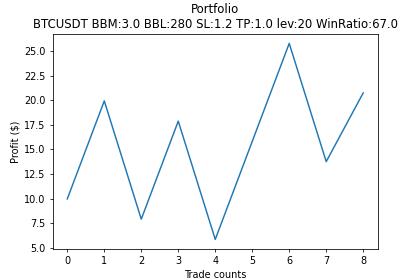 Portfolio
BTCUSDT BBM:3.0 BBL:280 SL:1.2 TP:1.0 lev:20 WinRatio:67.0
25.0
22.5
20.0
17.5
15.0
12.5
10.0
7.5
5.0
Profit ($)
0 1 2 3 4 5 6 7 8
Trade counts